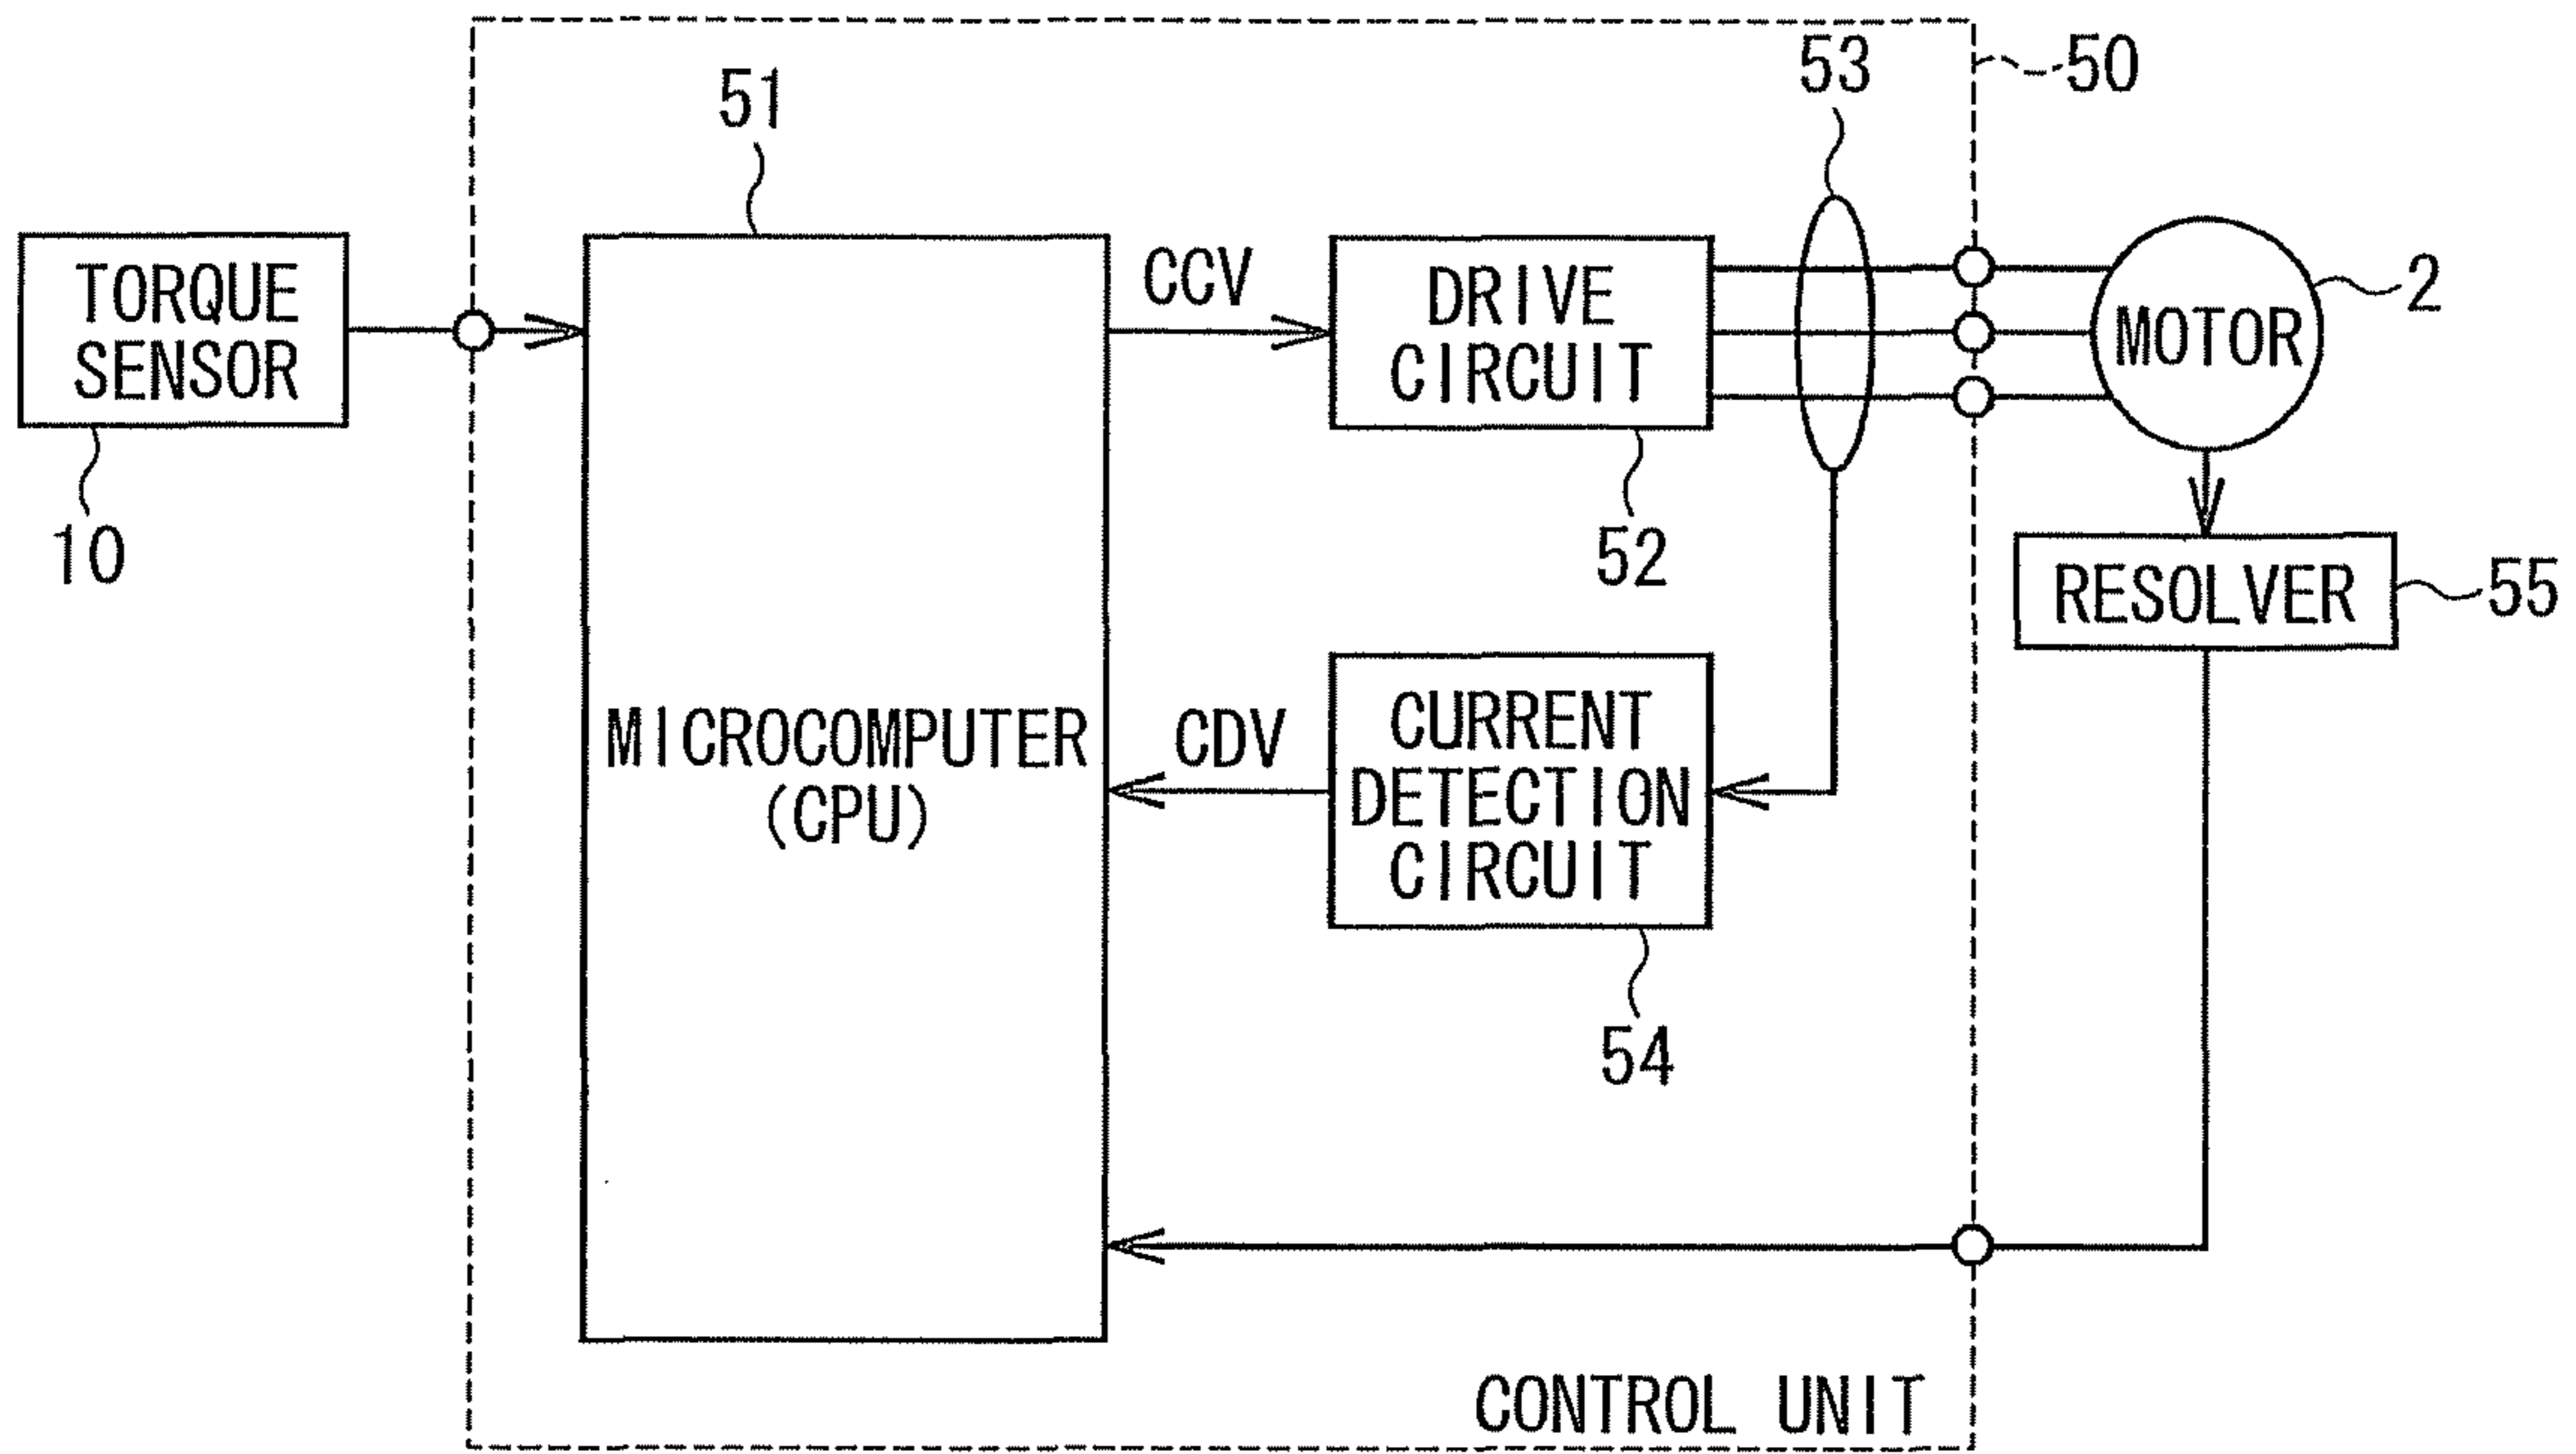 53
50
51
TORQUE
SENSOR
10
CCV
DRIVE
CIRCUIT
52
MOTOR
2
RESOLVER
55
MICROCOMPUTER
(CPU)
CDV
CURRENT
DETECTION
CIRCUIT
54
CONTROL UNIT